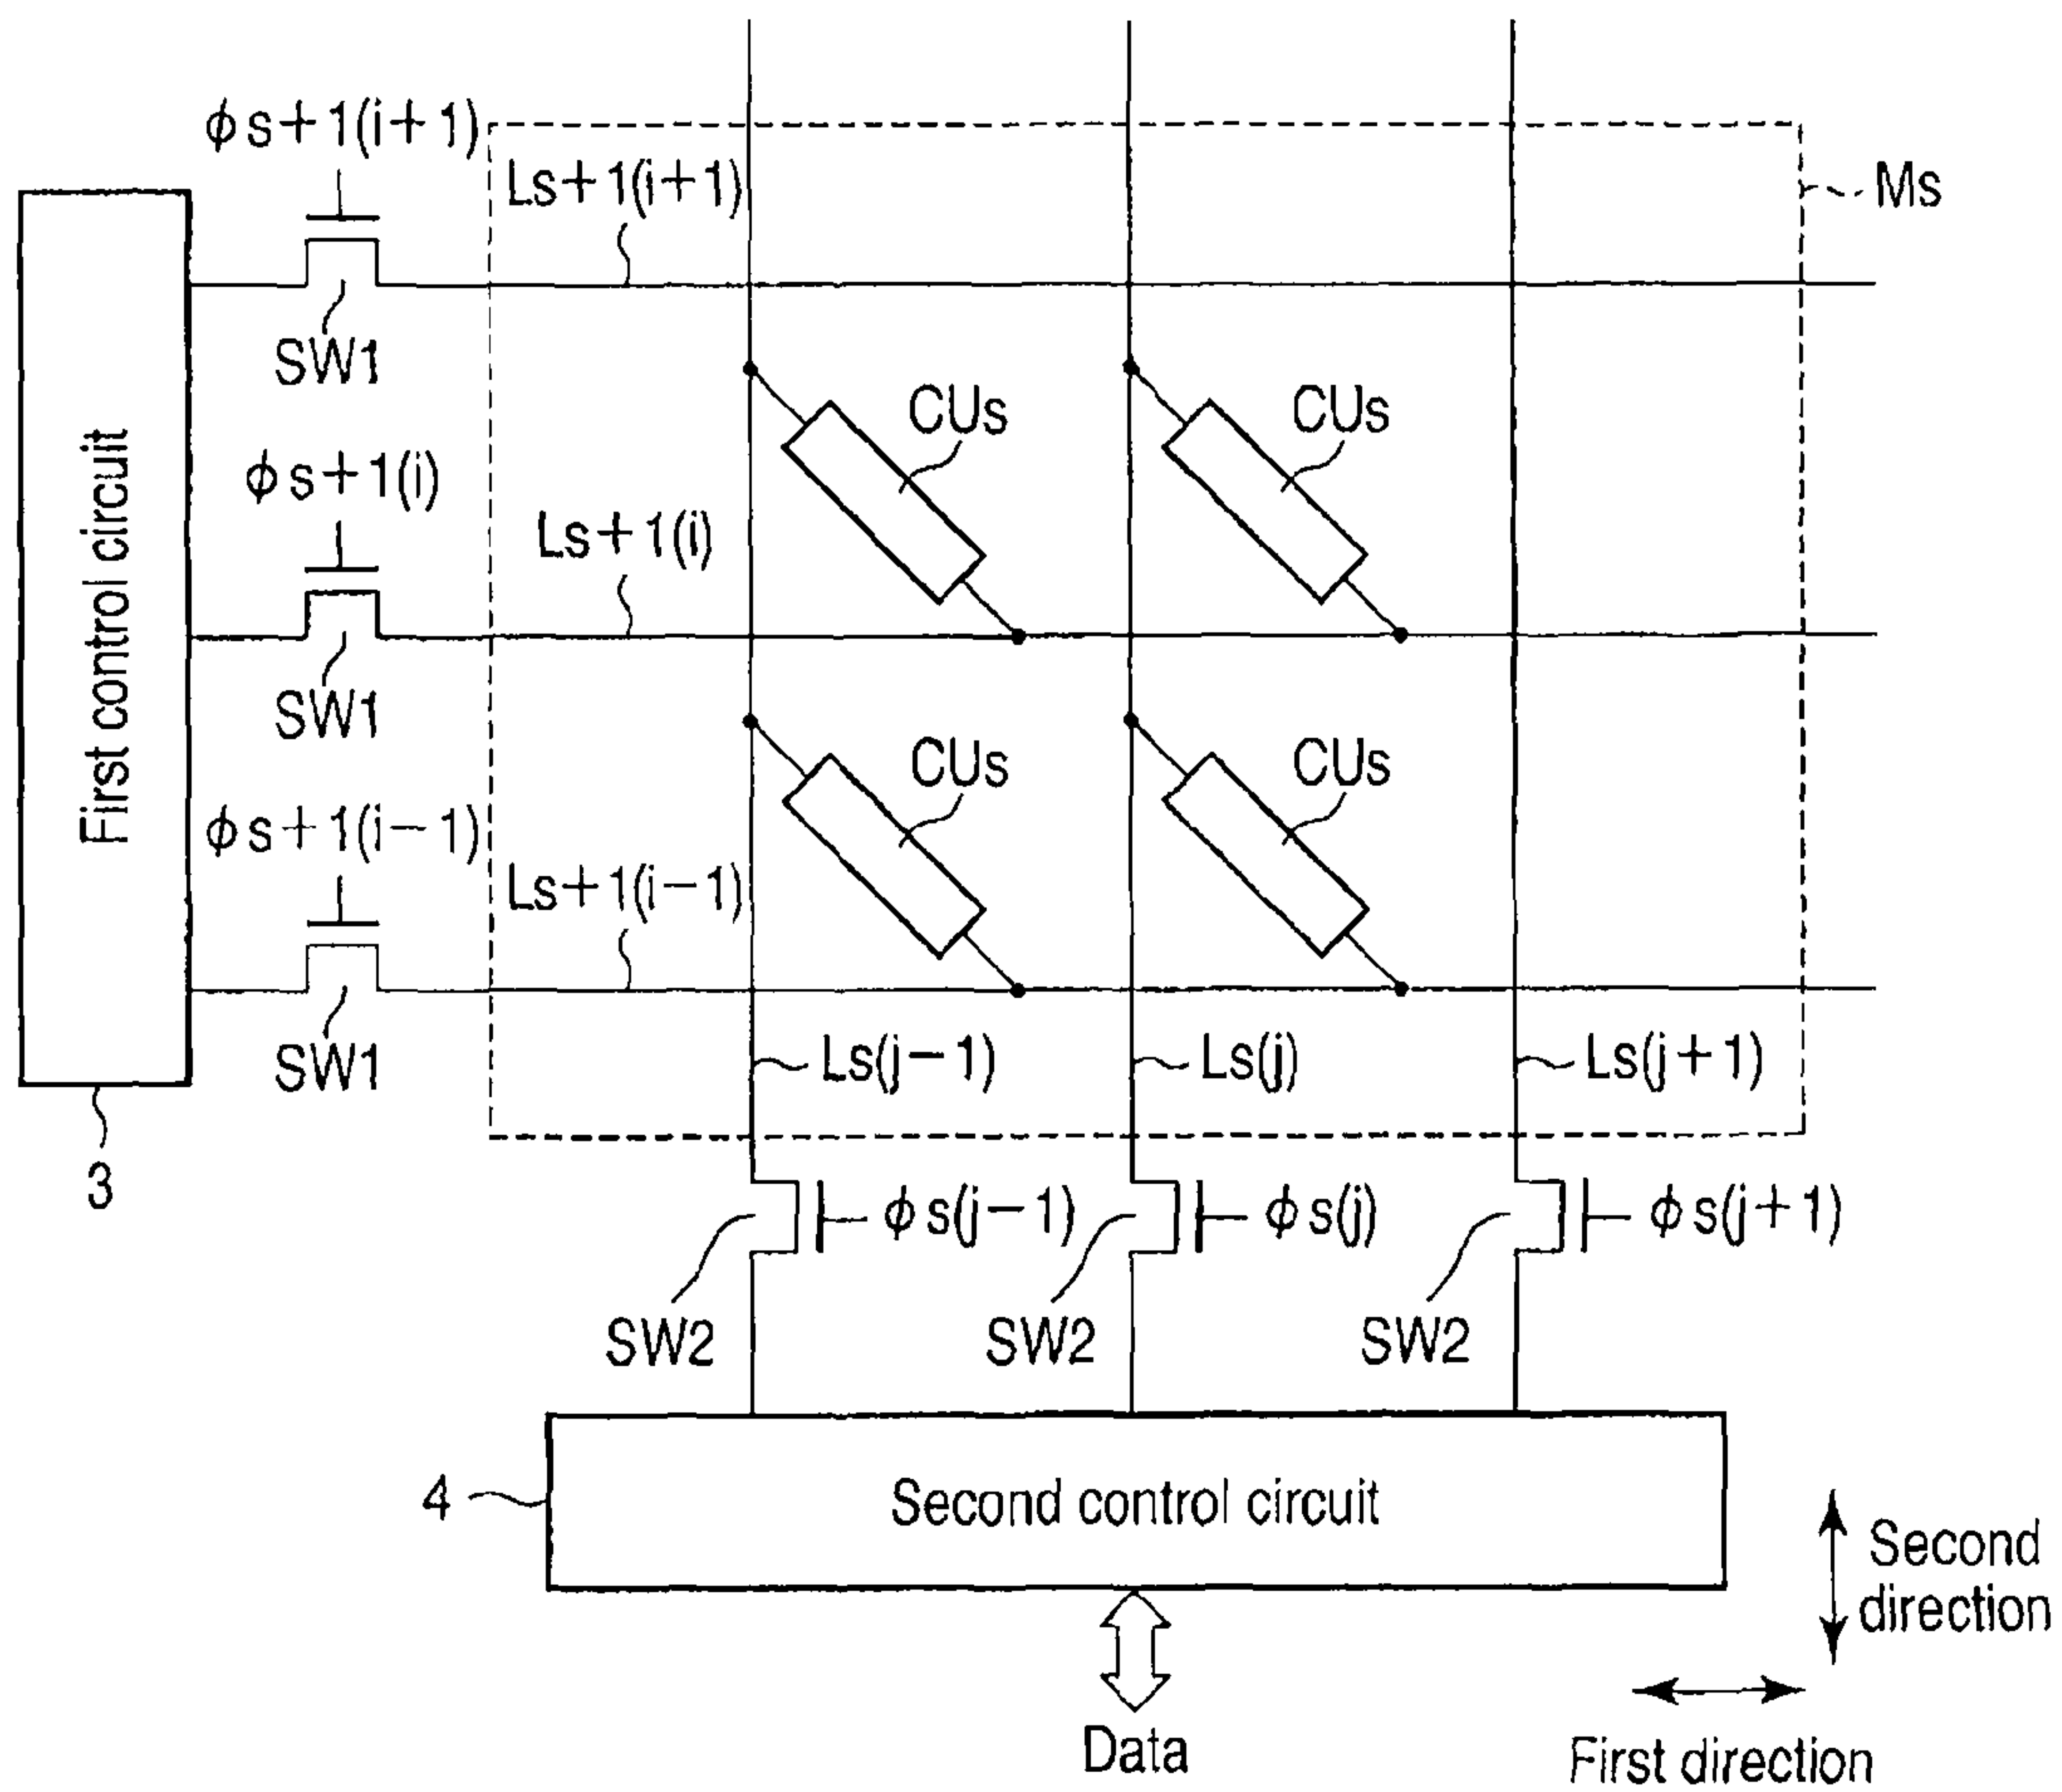 ϕs+1(i+1)
Ls+1(i+1)
Ms
SW1
CUs
CUs
First control circuit
ϕs+1(i)
Ls+1(i)
SW1
CUs
CUs
ϕs+1(i−1)
Ls+1(i−1)
SW1
Ls(j−1)
Ls(j)
Ls(j+1)
3
ϕs(j−1)
ϕs(j)
ϕs(j+1)
SW2
SW2
SW2
4
Second control circuit
Second
direction
Data
First direction